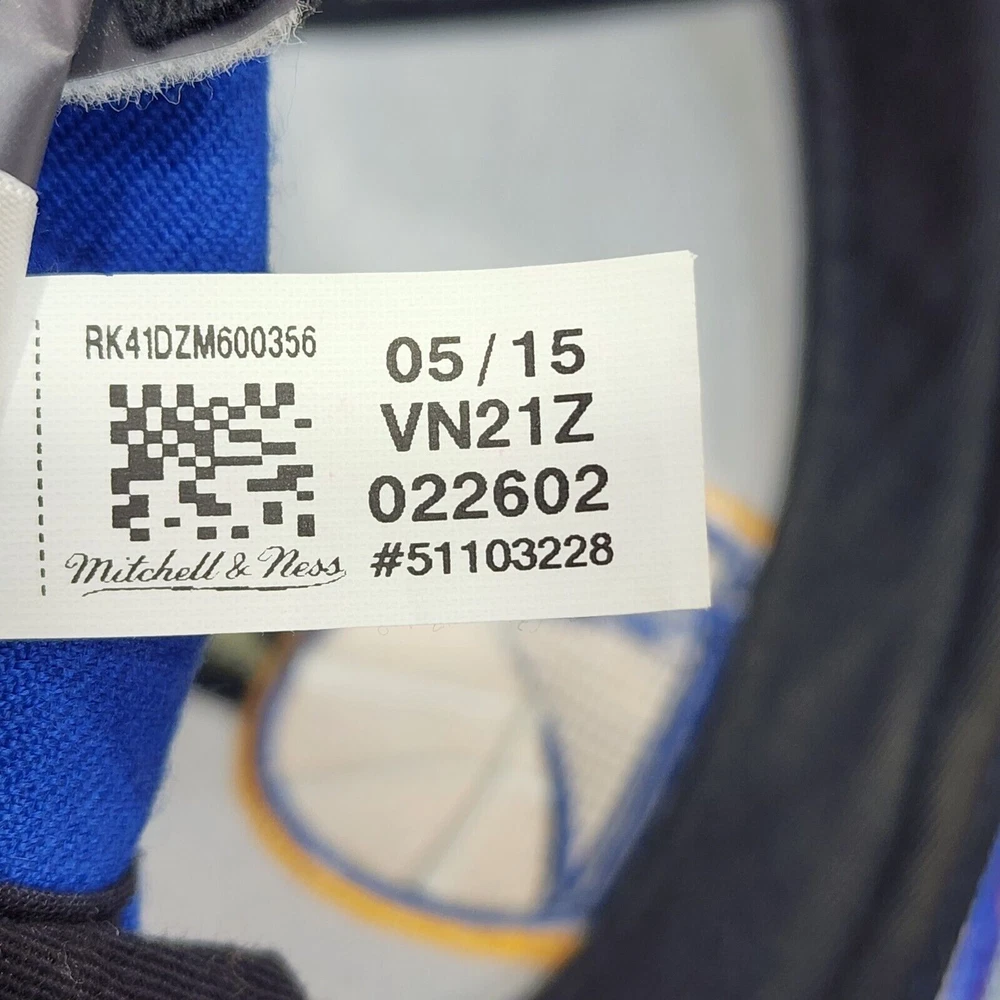 RK41DZM600356
Mitchell & Ness
05/15
VN21Z
022602
#51103228